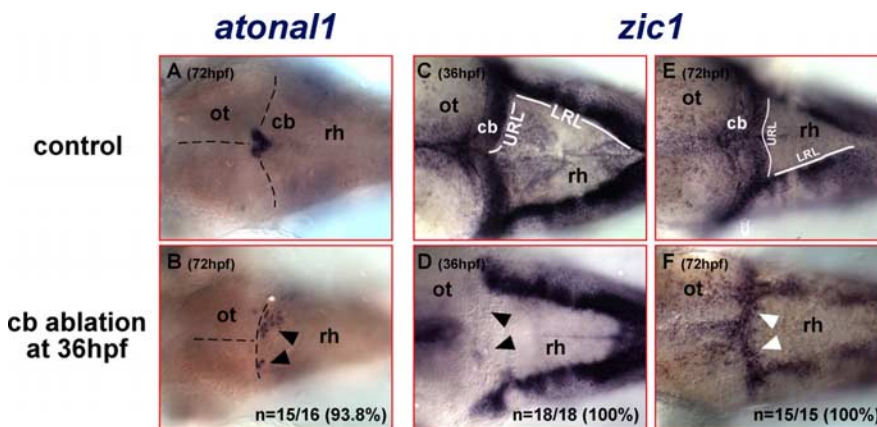 atonal1
zic1
control
A (72hpf)
ot
cb
rh
C (36hpf)
ot
cb
URL
LRL
rh
E (72hpf)
ot
cb
URL
rh
LRL
cb ablation
at 36hpf
B (72hpf)
ot
rh
n=15/16 (93.8%)
D (36hpf)
ot
rh
n=18/18 (100%)
F (72hpf)
ot
rh
n=15/15 (100%)